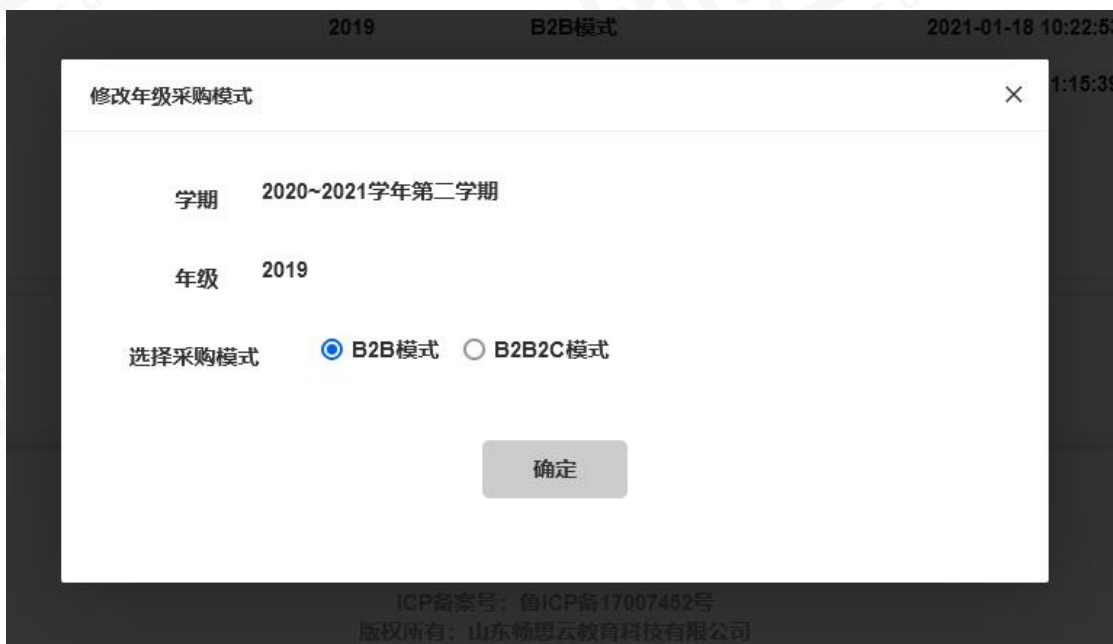 2019 B2B模式 2021-01-18 10:22:53
修改年级采购模式
1:15:39
学期 2020~2021学年第二学期
年级 2019
选择采购模式 B2B模式 B2B2C模式
确定
ICP备案号：鲁ICP备17007452号
版权所有：山东畅想云教育科技有限公司